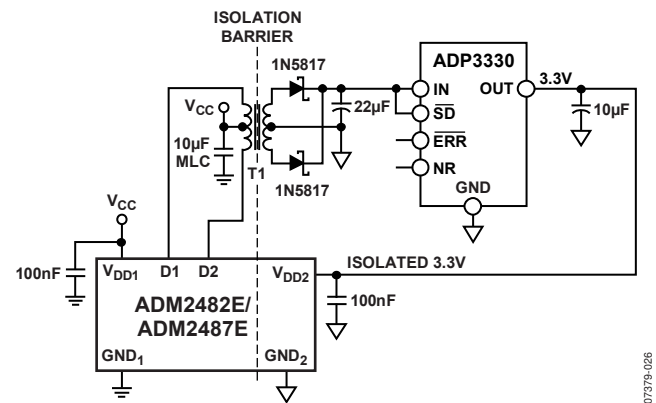 ISOLATION
BARRIER
1N5817
ADP3330
IN
OUT
3.3V
VCC
22µF
SD
10µF
10µF
MLC
ERR
T1
1N5817
NR
GND
VCC
100nF
VDD1
D1
D2
VDD2
ISOLATED 3.3V
ADM2482E/
ADM2487E
100nF
GND1
GND2
07379-026